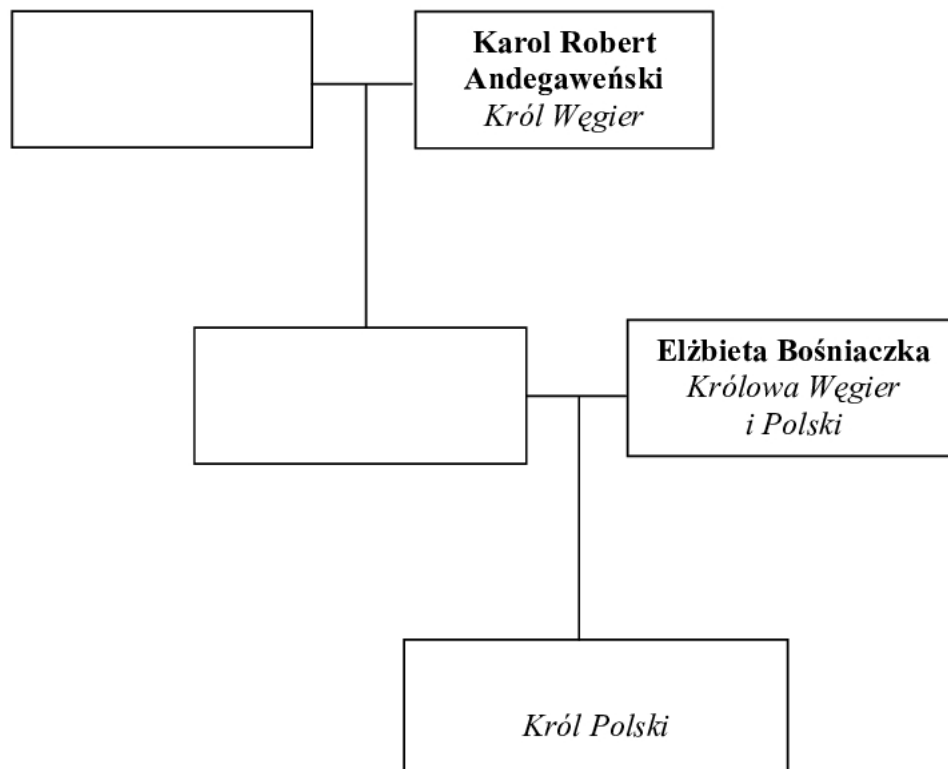 Karol Robert
Andegaweński
Król Węgier
Elżbieta Bośniaczka
Królowa Węgier
i Polski
Król Polski